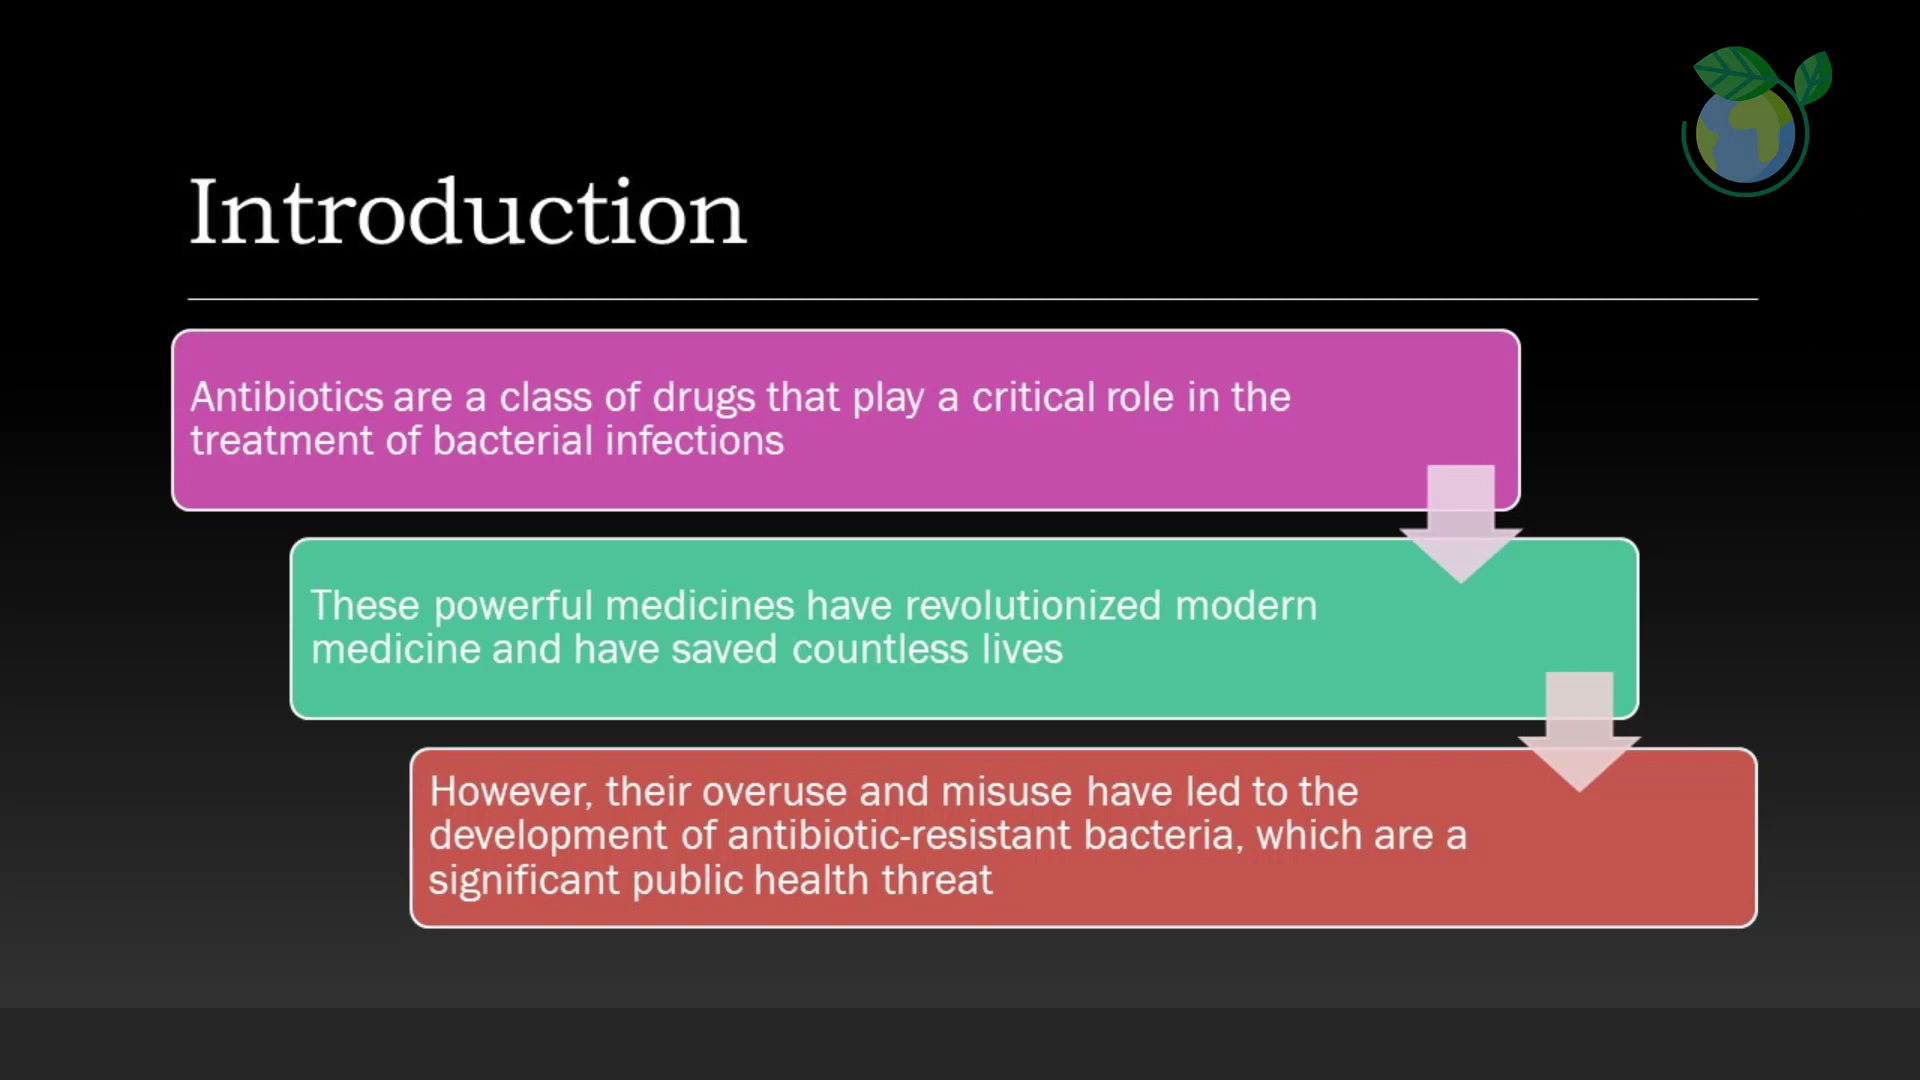 Introduction
Antibiotics are a class of drugs that play a critical role in the
treatment of bacterial infections
These powerful medicines have revolutionized modern
medicine and have saved countless lives
However, their overuse and misuse have led to the
development of antibiotic-resistant bacteria, which are a
significant public health threat